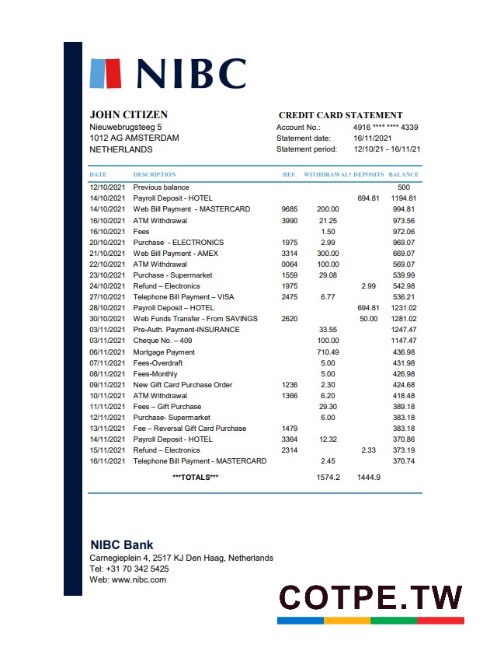 NIBC
JOHN CITIZEN
Nieuwebrugsteeg 5
1012 AG AMSTERDAM
NETHERLANDS
CREDIT CARD STATEMENT
Account No.: 4916 **** **** 4339
Statement date: 16/11/2021
Statement period: 12/10/21 - 16/11/21
DATE DESCRIPTION REF. WITHDRAWALS DEPOSITS BALANCE
12/10/2021 Previous balance 500
14/10/2021 Payroll Deposit - HOTEL 694.81 1194.81
14/10/2021 Web Bill Payment - MASTERCARD 9685 200.00 994.81
16/10/2021 ATM Withdrawal 3990 21.25 973.56
16/10/2021 Fees 1.50 972.06
20/10/2021 Purchase - ELECTRONICS 1975 2.99 969.07
21/10/2021 Web Bill Payment - AMEX 3314 300.00 669.07
22/10/2021 ATM Withdrawal 0064 100.00 569.07
23/10/2021 Purchase - Supermarket 1559 29.08 539.99
24/10/2021 Refund – Electronics 1975 2.99 542.98
27/10/2021 Telephone Bill Payment – VISA 2475 6.77 536.21
28/10/2021 Payroll Deposit – HOTEL 694.81 1231.02
30/10/2021 Web Funds Transfer - From SAVINGS 2620 50.00 1281.02
03/11/2021 Pre-Auth. Payment-INSURANCE 33.55 1247.47
03/11/2021 Cheque No. – 409 100.00 1147.47
06/11/2021 Mortgage Payment 710.49 436.98
07/11/2021 Fees-Overdraft 5.00 431.98
08/11/2021 Fees-Monthly 5.00 426.98
09/11/2021 New Gift Card Purchase Order 1236 2.30 424.68
10/11/2021 ATM Withdrawal 1366 6.20 418.48
11/11/2021 Fees – Gift Purchase 29.30 389.18
12/11/2021 Purchase- Supermarket 6.00 383.18
13/11/2021 Fee – Reversal Gift Card Purchase 1479 383.18
14/11/2021 Payroll Deposit - HOTEL 3364 12.32 370.86
15/11/2021 Refund – Electronics 2314 2.33 373.19
16/11/2021 Telephone Bill Payment - MASTERCARD 2.45 370.74
***TOTALS*** 1574.2 1444.9
NIBC Bank
Carnegieplein 4, 2517 KJ Den Haag, Netherlands
Tel: +31 70 342 5425
Web: www.nibc.com
COTPE.TW